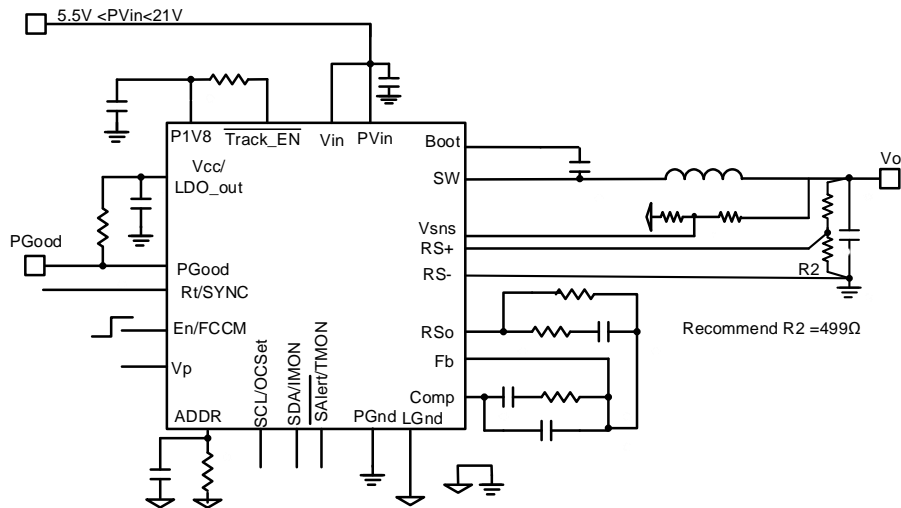 5.5V <PVin<21V
P1V8
Track_EN
Vin
PVin
Boot
Vcc/
LDO_out
SW
Vo
PGood
Vsns
RS+
PGood
RS-
R2
Rt/SYNC
En/FCCM
RSo
Recommend R2 =499Ω
Fb
Vp
Comp
ADDR
SCL/OCSet
SDA/IMON
SAlert/TMON
PGnd
LGnd